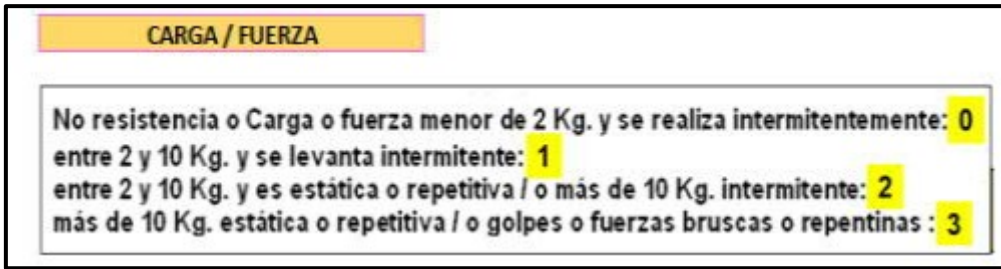 CARGA / FUERZA
No resistencia o Carga o fuerza menor de 2 Kg. y se realiza intermitentemente: 0
entre 2 y 10 Kg. y se levanta intermitente: 1
entre 2 y 10 Kg. y es estática o repetitiva / o más de 10 Kg. intermitente: 2
más de 10 Kg. estática o repetitiva / o golpes o fuerzas bruscas o repentinas : 3